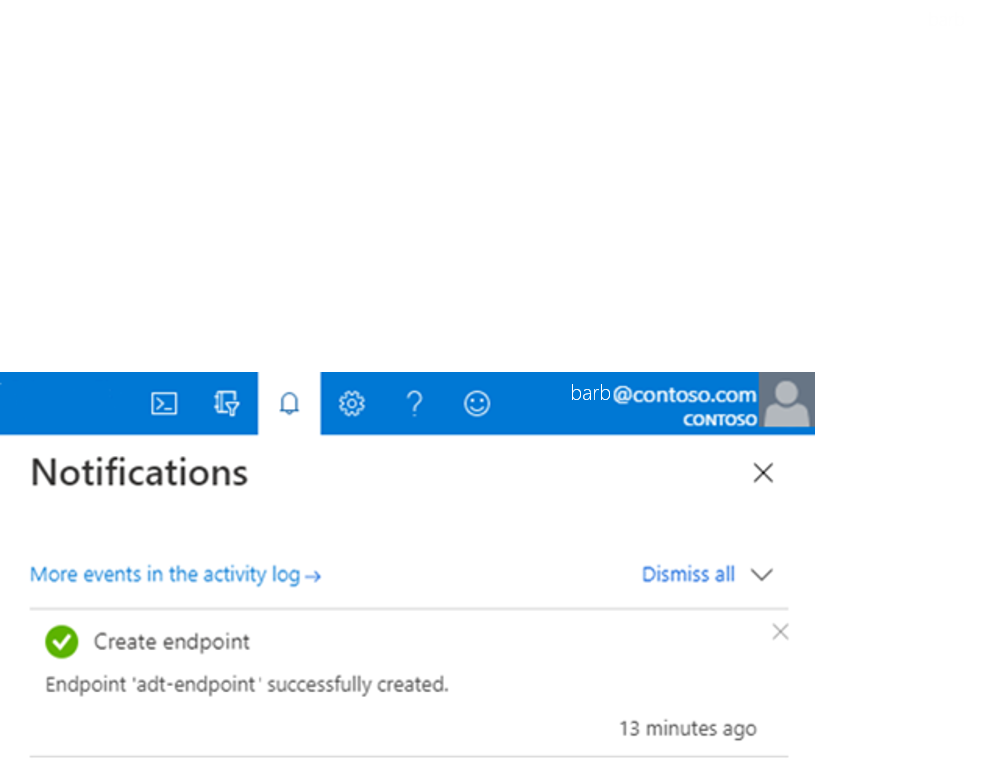 barb@contoso.com
CONTOSO
Notifications
More events in the activity log →
Dismiss all
Create endpoint
Endpoint 'adt-endpoint' successfully created.
13 minutes ago